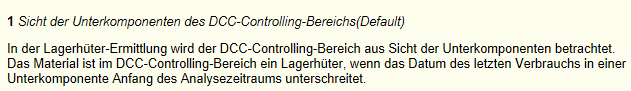 1 Sicht der Unterkomponenten des DCC-Controlling-Bereichs(Default)
In der Lagerhüter-Ermittlung wird der DCC-Controlling-Bereich aus Sicht der Unterkomponenten betrachtet.
Das Material ist im DCC-Controlling-Bereich ein Lagerhüter, wenn das Datum des letzten Verbrauchs in einer
Unterkomponente Anfang des Analysezeitraums unterschreitet.